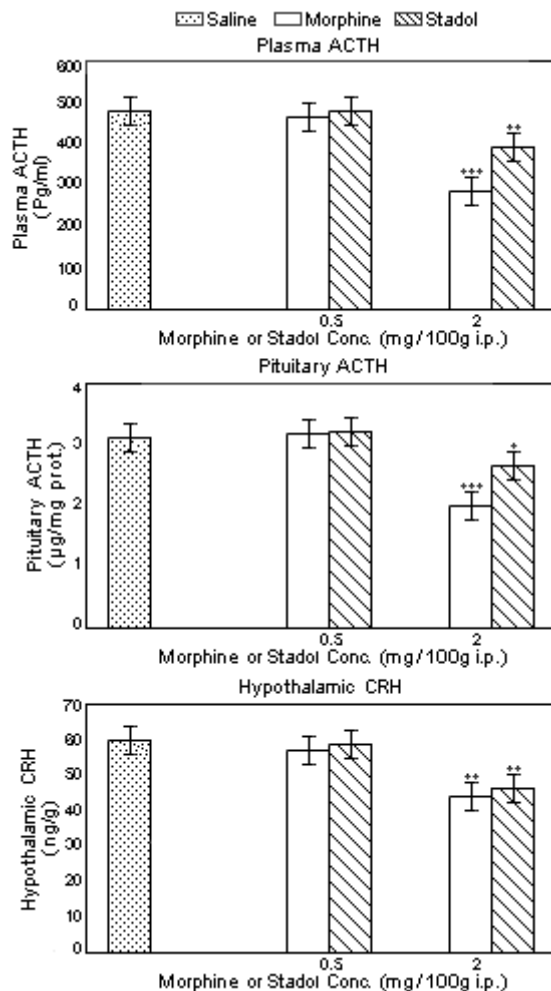 Saline Morphine Stadol
Plasma ACTH
600
500
400
300
200
100
0
Plasma ACTH
(Pg/ml)
+++
++
0.5 2
Morphine or Stadol Conc. (mg/100g i.p.)
Pituitary ACTH
4
3
2
1
0
Pituitary ACTH
(µg/mg prot.)
+++
+
0.5 2
Morphine or Stadol Conc. (mg/100g i.p.)
Hypothalamic CRH
70
60
50
40
30
20
10
0
Hypothalamic CRH
(ng/g)
++
++
0.5 2
Morphine or Stadol Conc. (mg/100g i.p.)